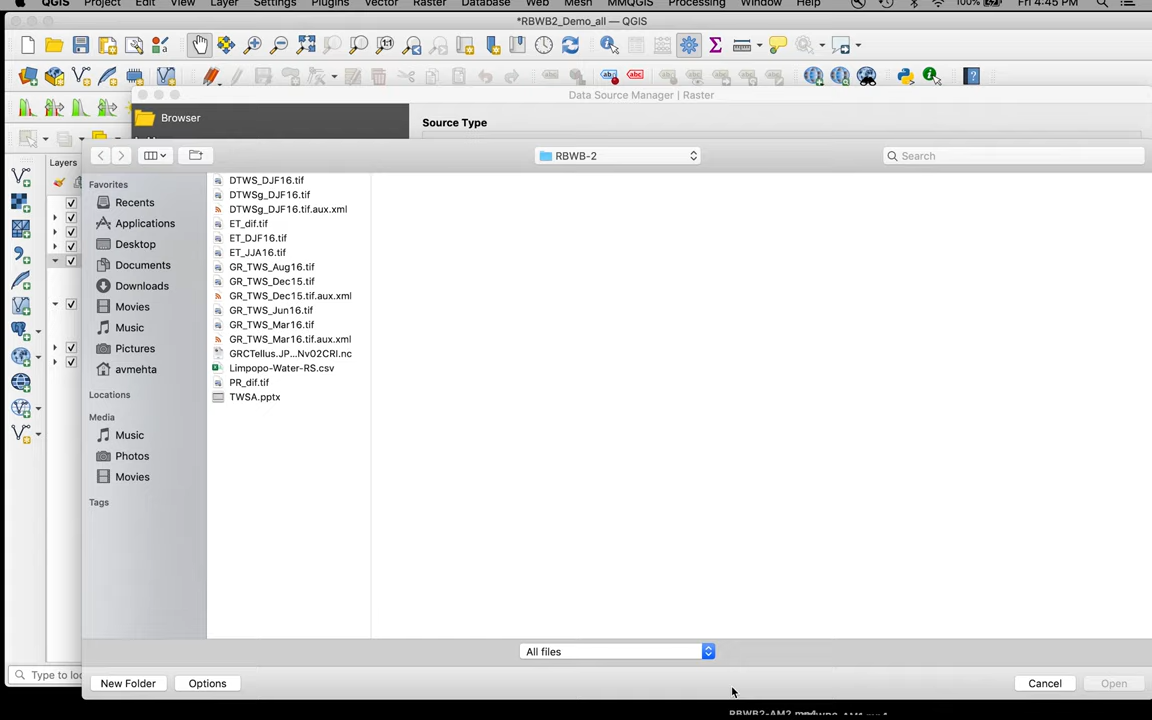 QGIS Project Edit View Layer Settings Plugins Vector Raster Database Web Mesh MMQGIS Processing Window Help 100% Fri 4:45 PM
*RBWB2_Demo_all — QGIS
Data Source Manager | Raster
Browser
Source Type
RBWB-2
Search
Layers
Favorites
Recents
Applications
Desktop
Documents
Downloads
Movies
Music
Pictures
avmehta
Locations
Media
Music
Photos
Movies
Tags
DTWS_DJF16.tif
DTWSg_DJF16.tif
DTWSg_DJF16.tif.aux.xml
ET_dif.tif
ET_DJF16.tif
ET_JJA16.tif
GR_TWS_Aug16.tif
GR_TWS_Dec15.tif
GR_TWS_Dec15.tif.aux.xml
GR_TWS_Jun16.tif
GR_TWS_Mar16.tif
GR_TWS_Mar16.tif.aux.xml
GRCTellus.JP...Nv02CRI.nc
Limpopo-Water-RS.csv
PR_dif.tif
TWSA.pptx
All files
Type to loc
New Folder
Options
Cancel
Open